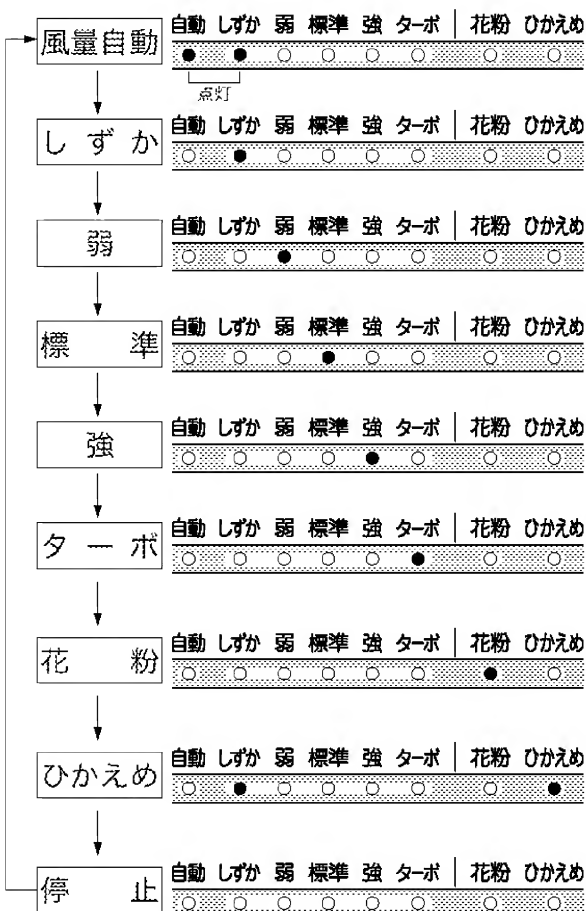 自動 しずか 弱 標準 強 ターボ 花粉 ひかえめ
風量自動
点灯
自動 しずか 弱 標準 強 ターボ 花粉 ひかえめ
しずか
自動 しずか 弱 標準 強 ターボ 花粉 ひかえめ
弱
自動 しずか 弱 標準 強 ターボ 花粉 ひかえめ
標準
自動 しずか 弱 標準 強 ターボ 花粉 ひかえめ
強
自動 しずか 弱 標準 強 ターボ 花粉 ひかえめ
ターボ
自動 しずか 弱 標準 強 ターボ 花粉 ひかえめ
花粉
自動 しずか 弱 標準 強 ターボ 花粉 ひかえめ
ひかえめ
自動 しずか 弱 標準 強 ターボ 花粉 ひかえめ
停止